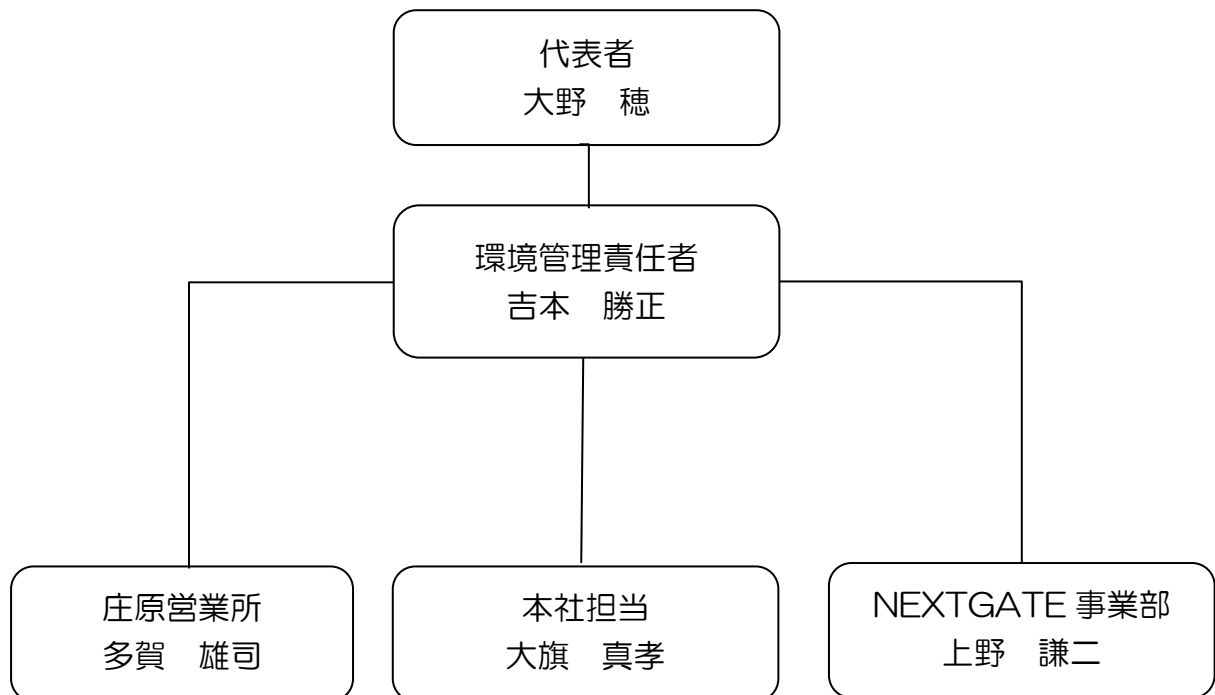 代表者
大野　穂
環境管理責任者
吉本　勝正
庄原営業所
多賀　雄司
本社担当
大旗　真孝
NEXTGATE 事業部
上野　謙二